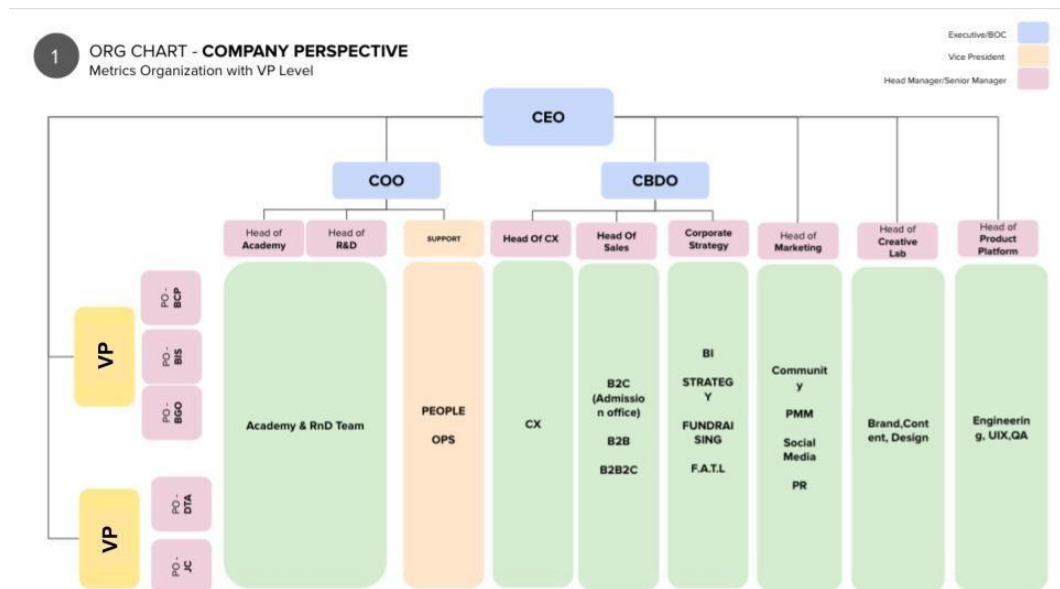 1
ORG CHART - COMPANY PERSPECTIVE
Metrics Organization with VP Level
Executive/BOC
Vice President
Head Manager/Senior Manager
CEO
COO
CBDO
Head of
Academy
Head of
R&D
SUPPORT
Head Of CX
Head Of
Sales
Corporate
Strategy
Head of
Marketing
Head of
Creative
Lab
Head of
Product
Platform
VP
PO -
BCP
PO -
BIS
PO -
BGO
VP
PO -
DTA
PO -
JC
Academy & RnD Team
PEOPLE
OPS
CX
B2C
(Admissio
n office)
B2B
B2B2C
BI
STRATEG
Y
FUNDRAI
SING
F.A.T.L
Communit
y
PMM
Social
Media
PR
Brand,Cont
ent, Design
Engineerin
g, UIX,QA